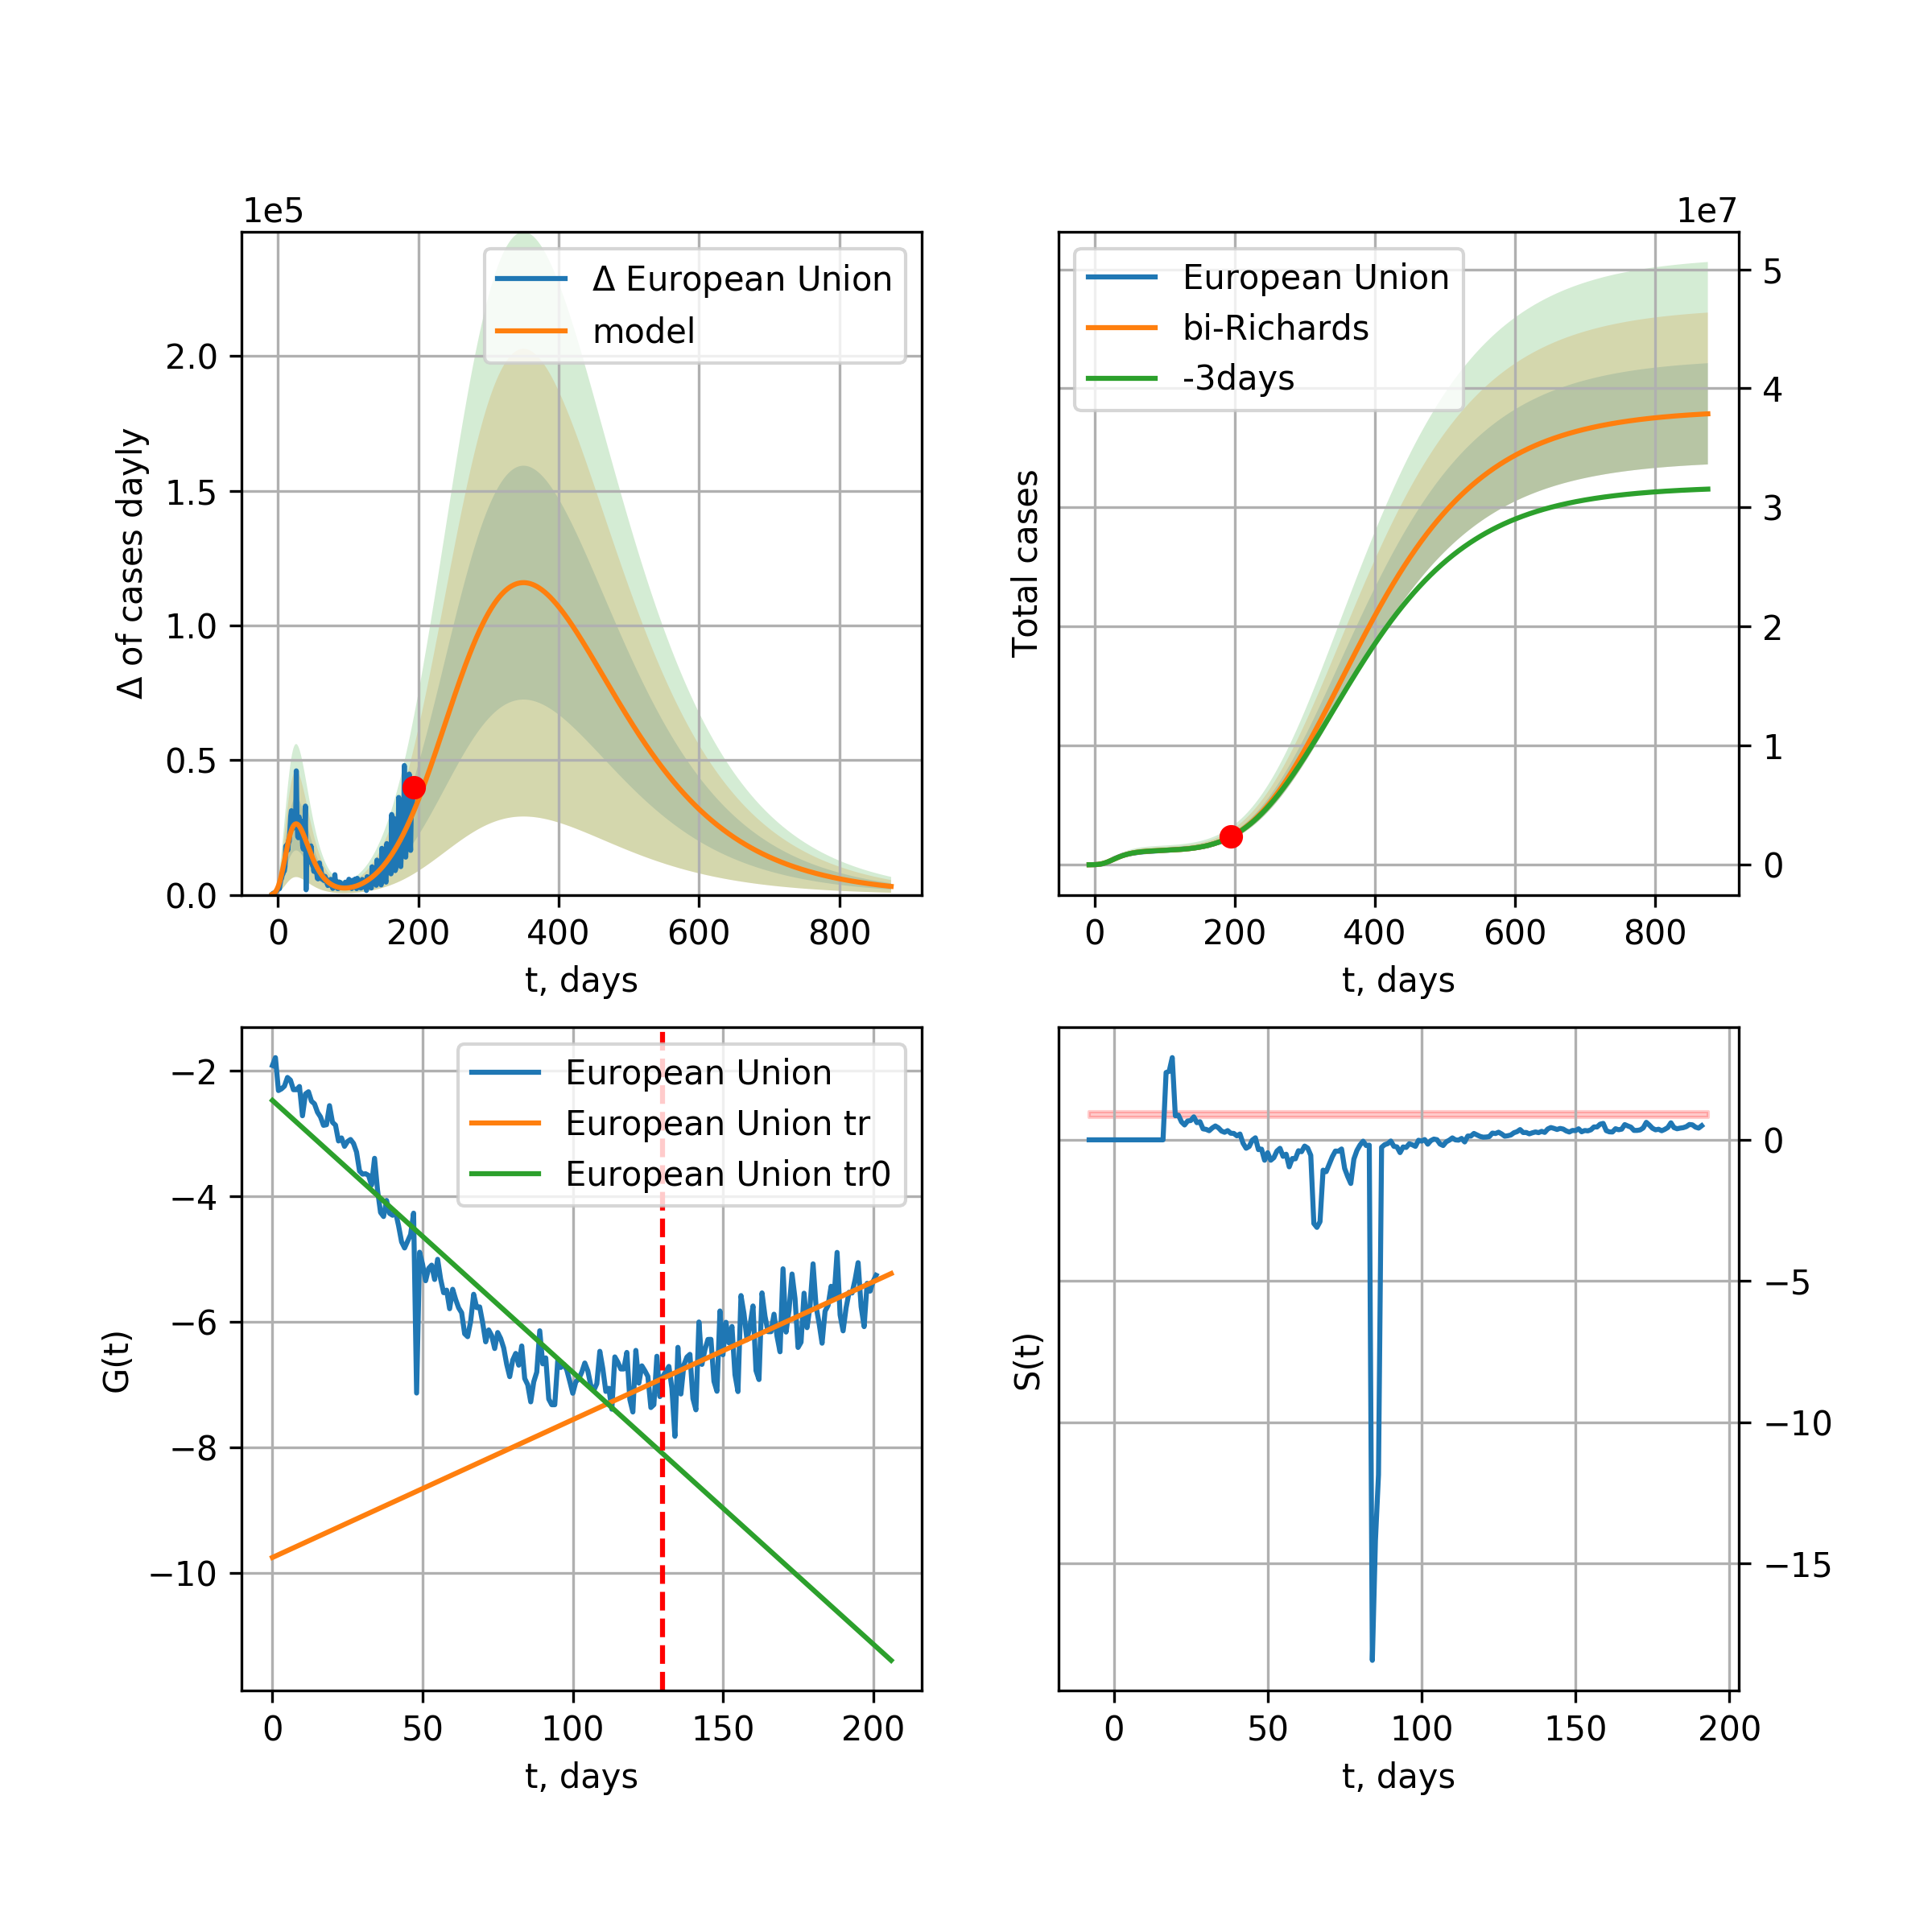 1e5
Δ of cases dayly
2.0
1.5
1.0
0.5
0.0
0 200 400 600 800
t, days
Δ European Union
model
1e7
Total cases
European Union
bi-Richards
-3days
5
4
3
2
1
0
0 200 400 600 800
t, days
G(t)
−2
−4
−6
−8
−10
European Union
European Union tr
European Union tr0
0 50 100 150 200
t, days
S(t)
0
−5
−10
−15
0 50 100 150 200
t, days